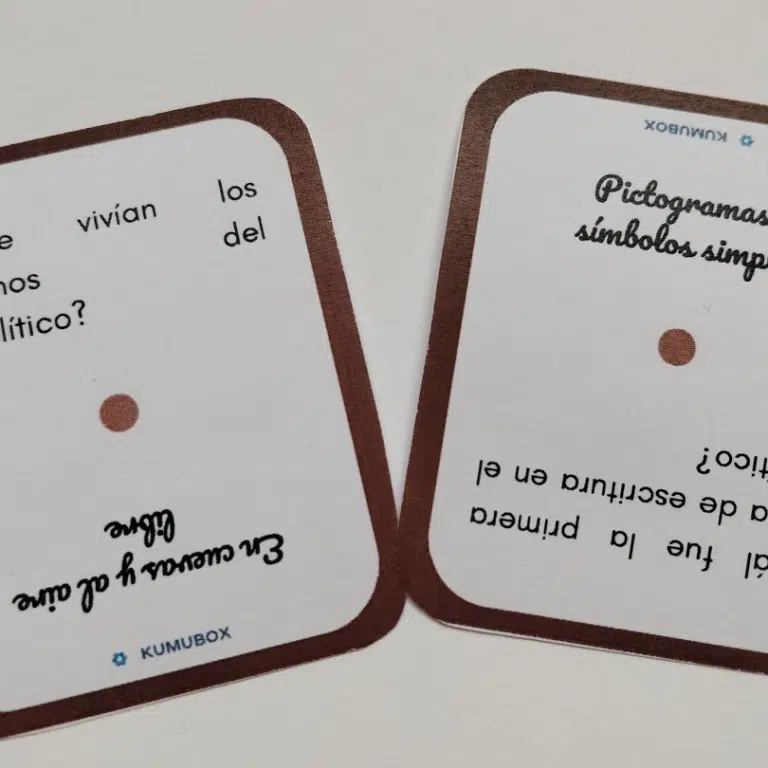 e vivían los
nos del
lítico?
En cuevas y al aire
libre
KUMUBOX
KUMUBOX
Pictogramas
símbolos simp
ál fue la primera
a de escritura en el
ítico?